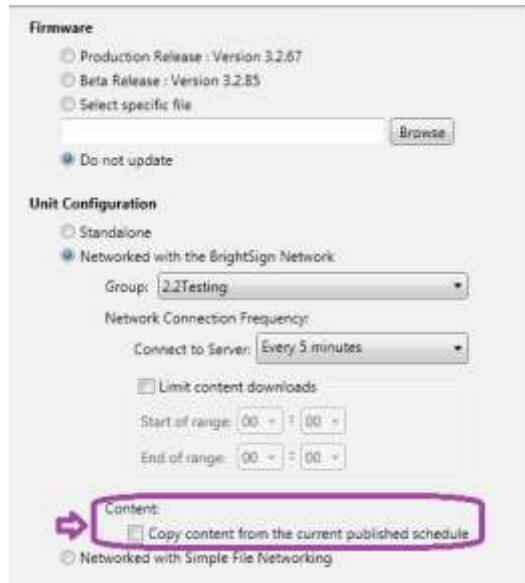 Firmware
Production Release : Version 3.2.67
Beta Release : Version 3.2.85
Select specific file
Browse
Do not update
Unit Configuration
Standalone
Networked with the BrightSign Network
Group: 2.2Testing
Network Connection Frequency:
Connect to Server: Every 5 minutes
Limit content downloads
Start of range: 00 : 00
End of range: 00 : 00
Content:
Copy content from the current published schedule
Networked with Simple File Networking